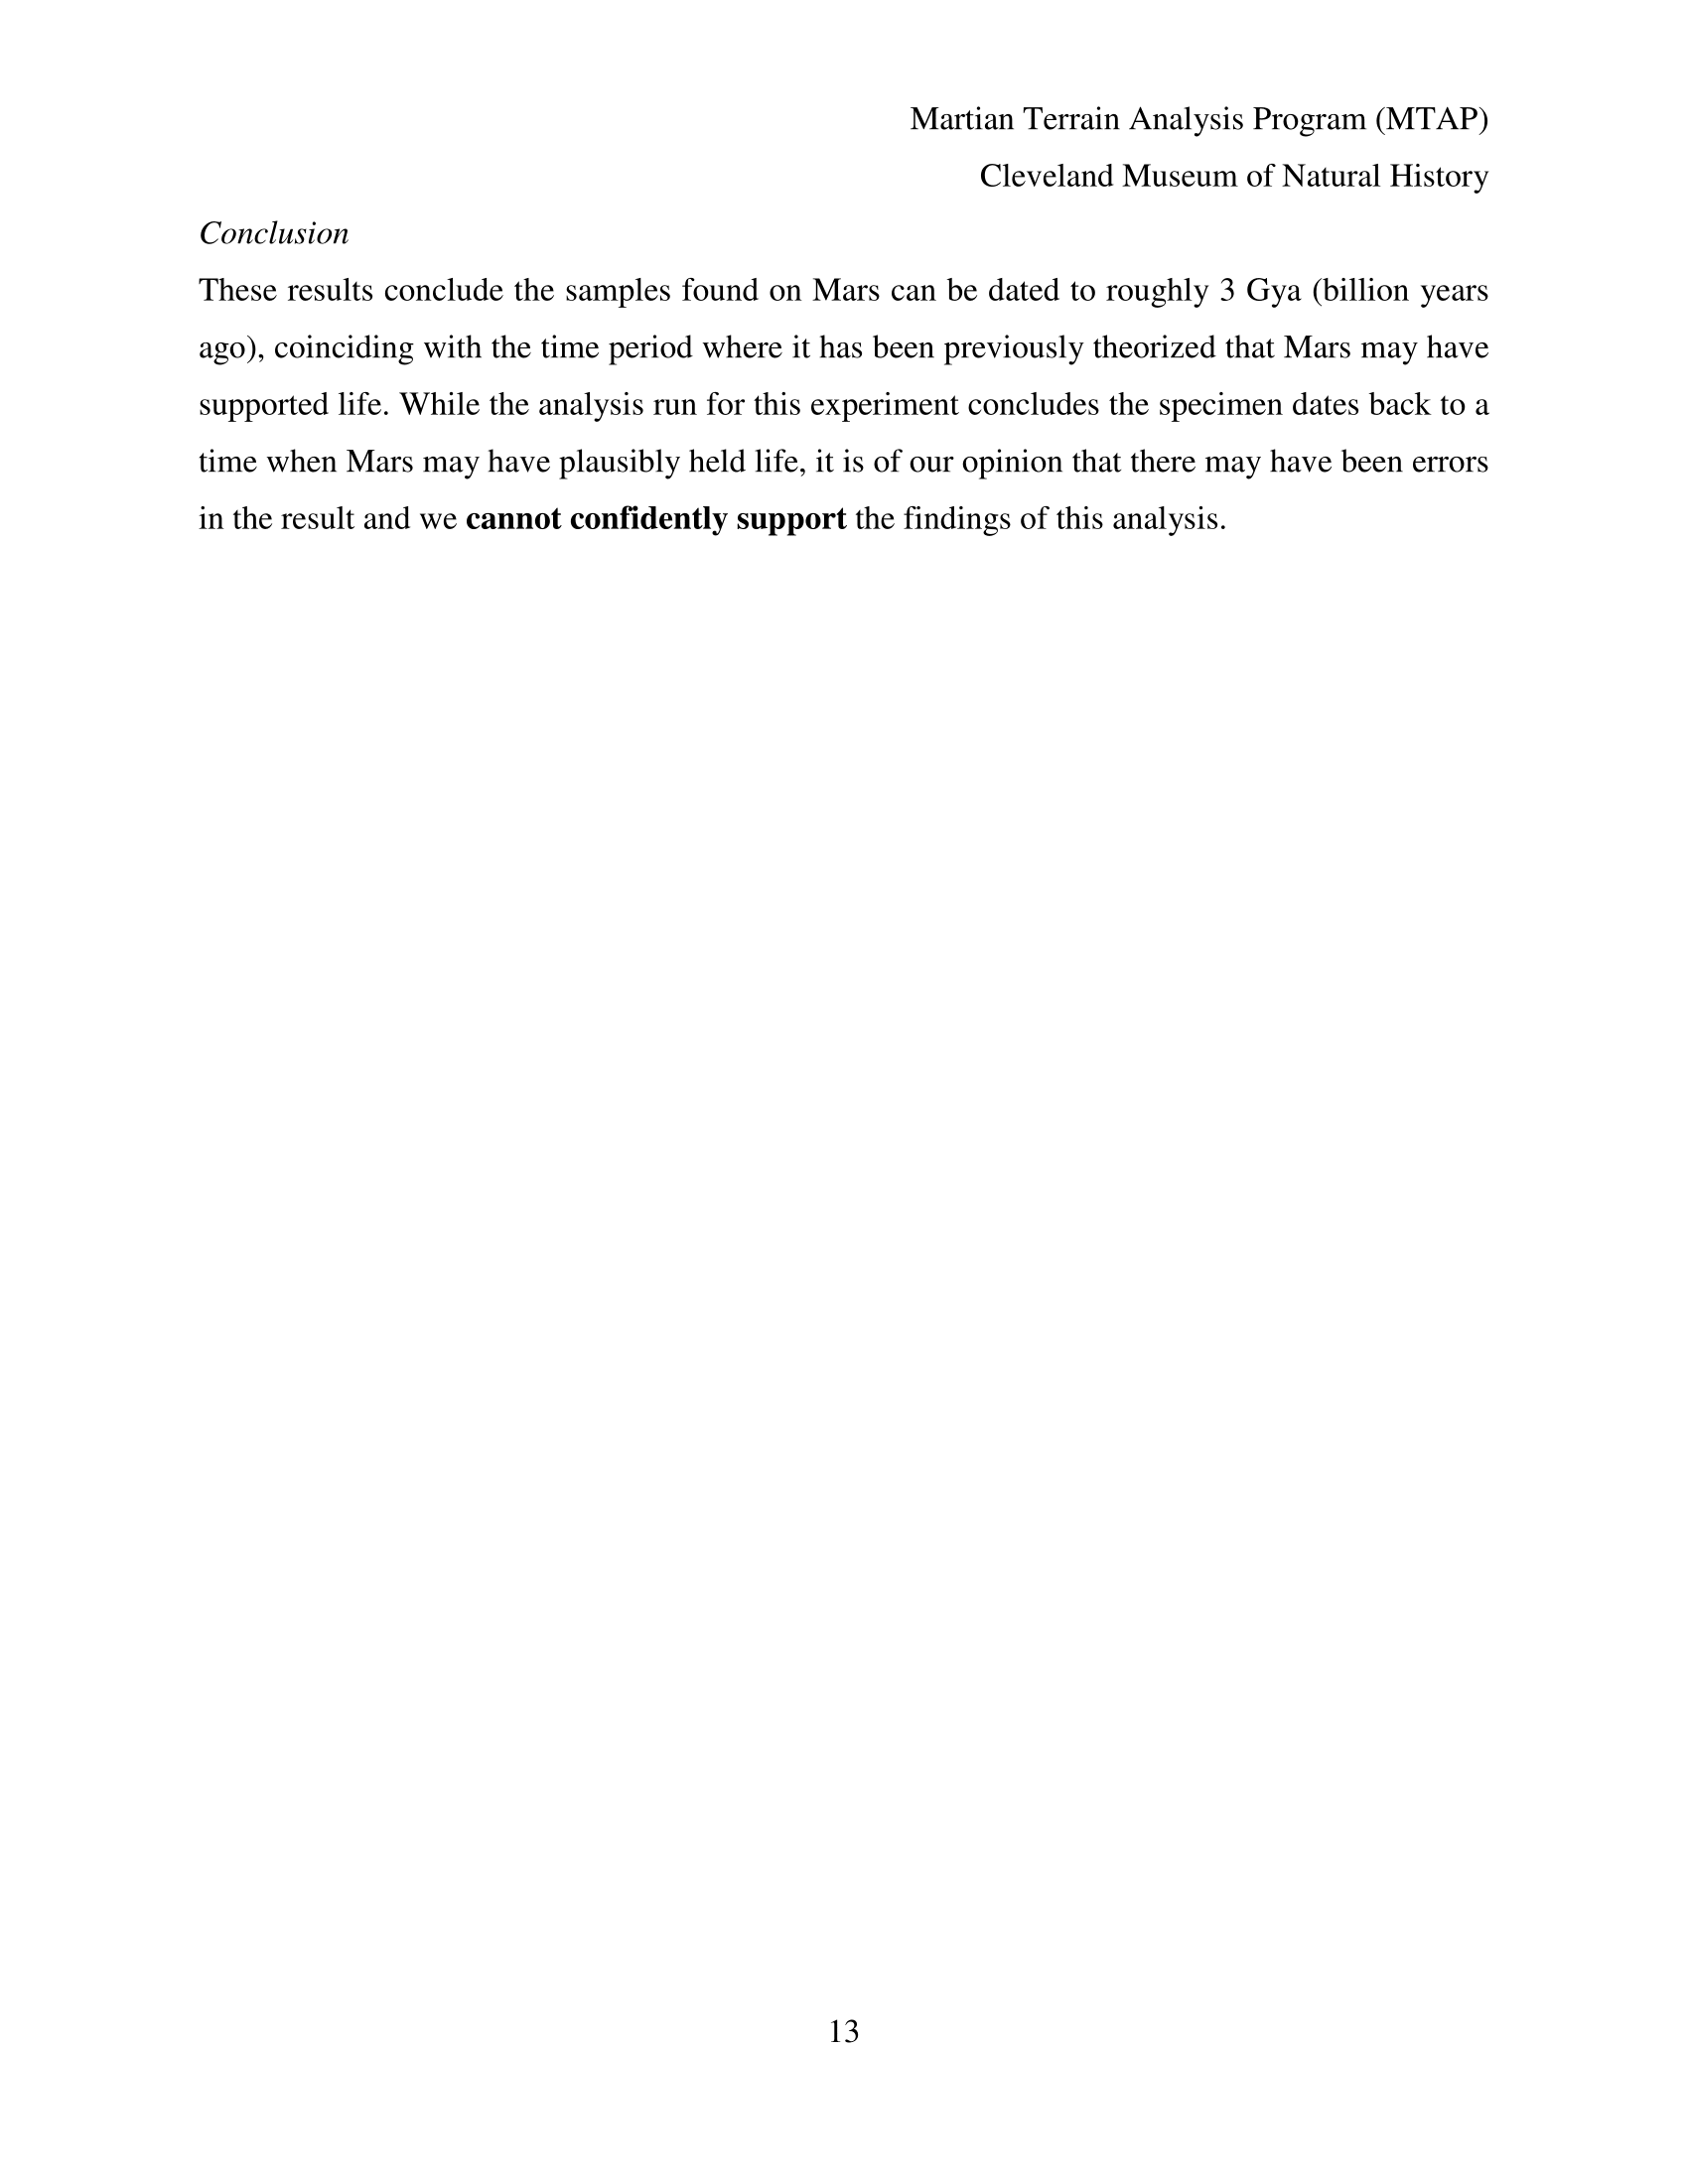 Martian Terrain Analysis Program (MTAP)
Cleveland Museum of Natural History
Conclusion
These results conclude the samples found on Mars can be dated to roughly 3 Gya (billion years
ago), coinciding with the time period where it has been previously theorized that Mars may have
supported life. While the analysis run for this experiment concludes the specimen dates back to a
time when Mars may have plausibly held life, it is of our opinion that there may have been errors
in the result and we cannot confidently support the findings of this analysis.
13